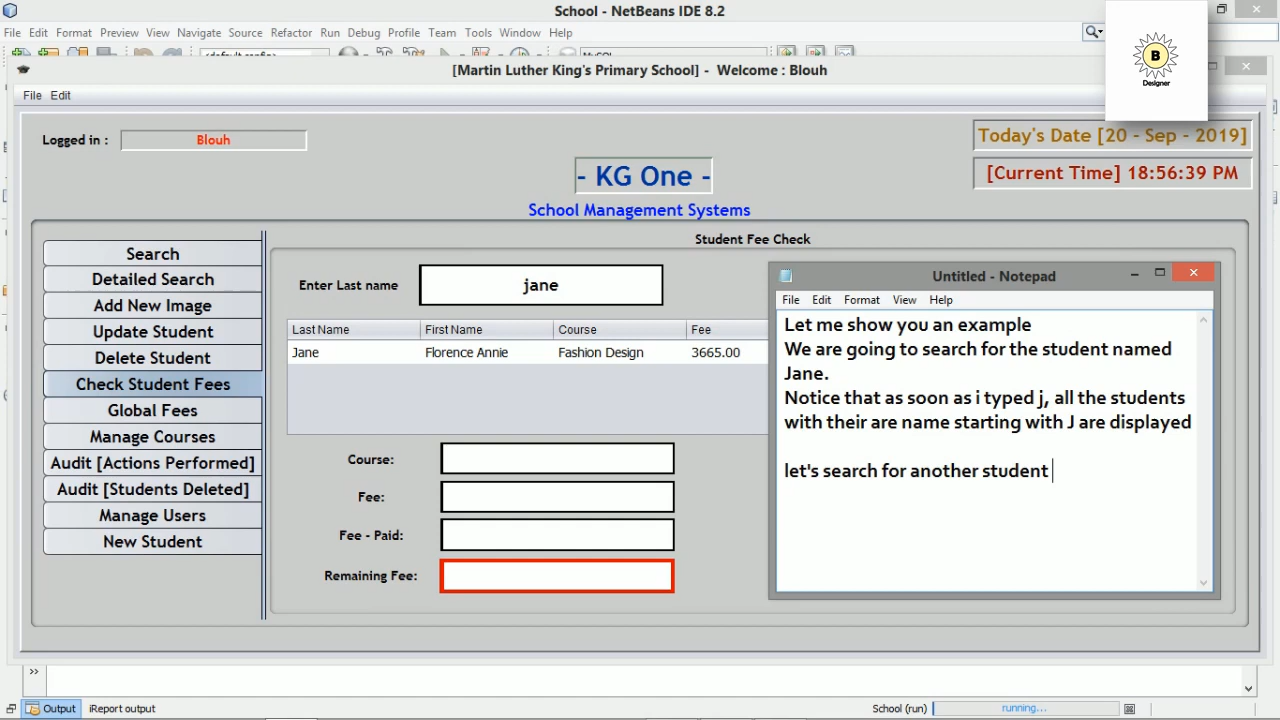 School - NetBeans IDE 8.2
File Edit Format Preview View Navigate Source Refactor Run Debug Profile Team Tools Window Help
B
Designer
[Martin Luther King's Primary School] - Welcome : Blouh
File Edit
Logged in : Blouh
Today's Date [20 - Sep - 2019]
- KG One -
[Current Time] 18:56:39 PM
School Management Systems
Student Fee Check
Search
Detailed Search
Add New Image
Update Student
Delete Student
Check Student Fees
Global Fees
Manage Courses
Audit [Actions Performed]
Audit [Students Deleted]
Manage Users
New Student
Enter Last name jane
Last Name First Name Course Fee
Jane Florence Annie Fashion Design 3665.00
Course:
Fee:
Fee - Paid:
Remaining Fee:
Untitled - Notepad
File Edit Format View Help
Let me show you an example
We are going to search for the student named
Jane.
Notice that as soon as i typed j, all the students
with their are name starting with J are displayed
let's search for another student
>>
Output iReport output School (run) running...